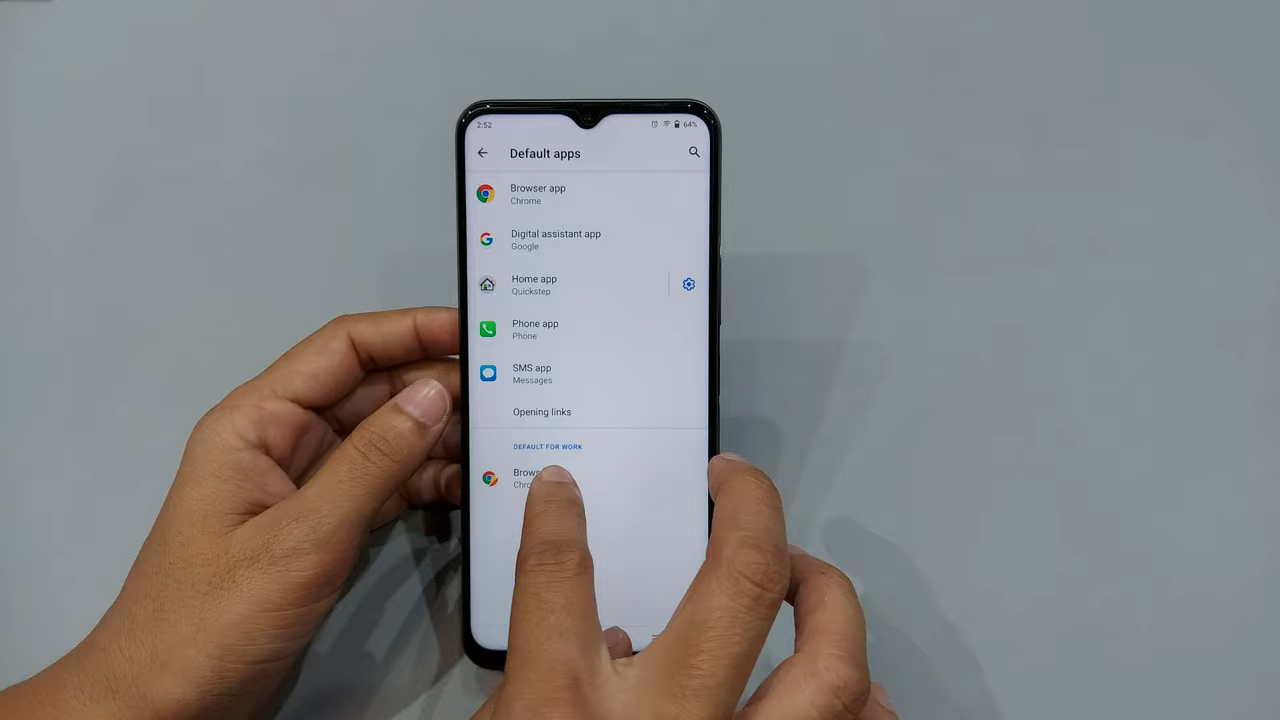 2:52
64%
Default apps
Browser app
Chrome
Digital assistant app
Google
Home app
Quickstep
Phone app
Phone
SMS app
Messages
Opening links
DEFAULT FOR WORK